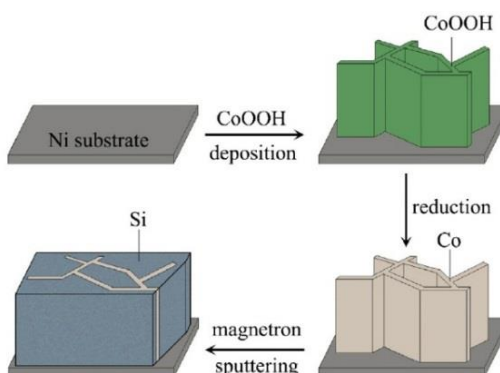 CoOOH
Ni substrate
CoOOH
deposition
reduction
Si
Co
magnetron
sputtering